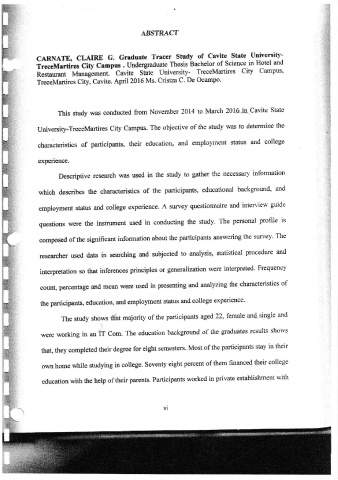 ABSTRACT
CARNATE, CLAIRE G. Graduate Tracer Study of Cavite State University-
TreceMartires City Campus . Undergraduate Thesis Bachelor of Science in Hotel and
Restaurant Management. Cavite State University- TreceMartires City Campus,
TreceMartires City, Cavite. April 2016 Ms. Cristza C. De Ocampo.
This study was conducted from November 2014 to March 2016 in Cavite State
University-TreceMartires City Campus. The objective of the study was to determine the
characteristics of participants, their education, and employment status and college
experience.
Descriptive research was used in the study to gather the necessary information
which describes the characteristics of the participants, educational background, and
employment status and college experience. A survey questionnaire and interview guide
questions were the instrument used in conducting the study. The personal profile is
composed of the significant information about the participants answering the survey. The
researcher used data in searching and subjected to analysis, statistical procedure and
interpretation so that inferences principles or generalization were interpreted. Frequency
count, percentage and mean were used in presenting and analyzing the characteristics of
the participants, education, and employment status and college experience.
The study shows that majority of the participants aged 22, female and single and
were working in an IT Com. The education background of the graduates results shows
that, they completed their degree for eight semesters. Most of the participants stay in their
own home while studying in college. Seventy eight percent of them financed their college
education with the help of their parents. Participants worked in private establishment with
vi